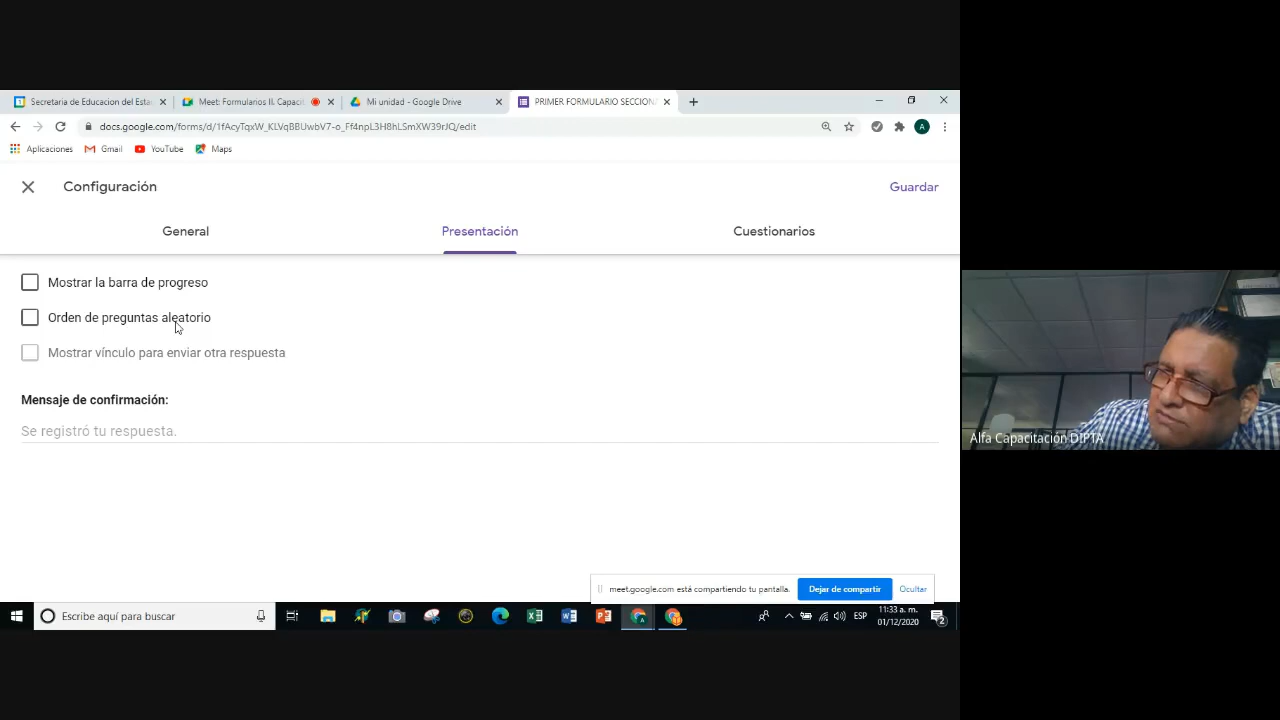 Secretaria de Educacion del Esta
Meet: Formularios II. Capaci
Mi unidad - Google Drive
PRIMER FORMULARIO SECCION
docs.google.com/forms/d/1fAcyTqxW_KLVqBBUwbV7-o_Ff4npL3H8hLSmXW39rJQ/edit
A
Aplicaciones
Gmail
YouTube
Maps
Configuración
Guardar
General
Presentación
Cuestionarios
Mostrar la barra de progreso
Orden de preguntas aleatorio
Mostrar vínculo para enviar otra respuesta
Mensaje de confirmación:
Se registró tu respuesta.
Alfa Capacitación DIPTA
meet.google.com está compartiendo tu pantalla.
Dejar de compartir
Ocultar
Escribe aquí para buscar
ESP
11:33 a. m.
01/12/2020
2